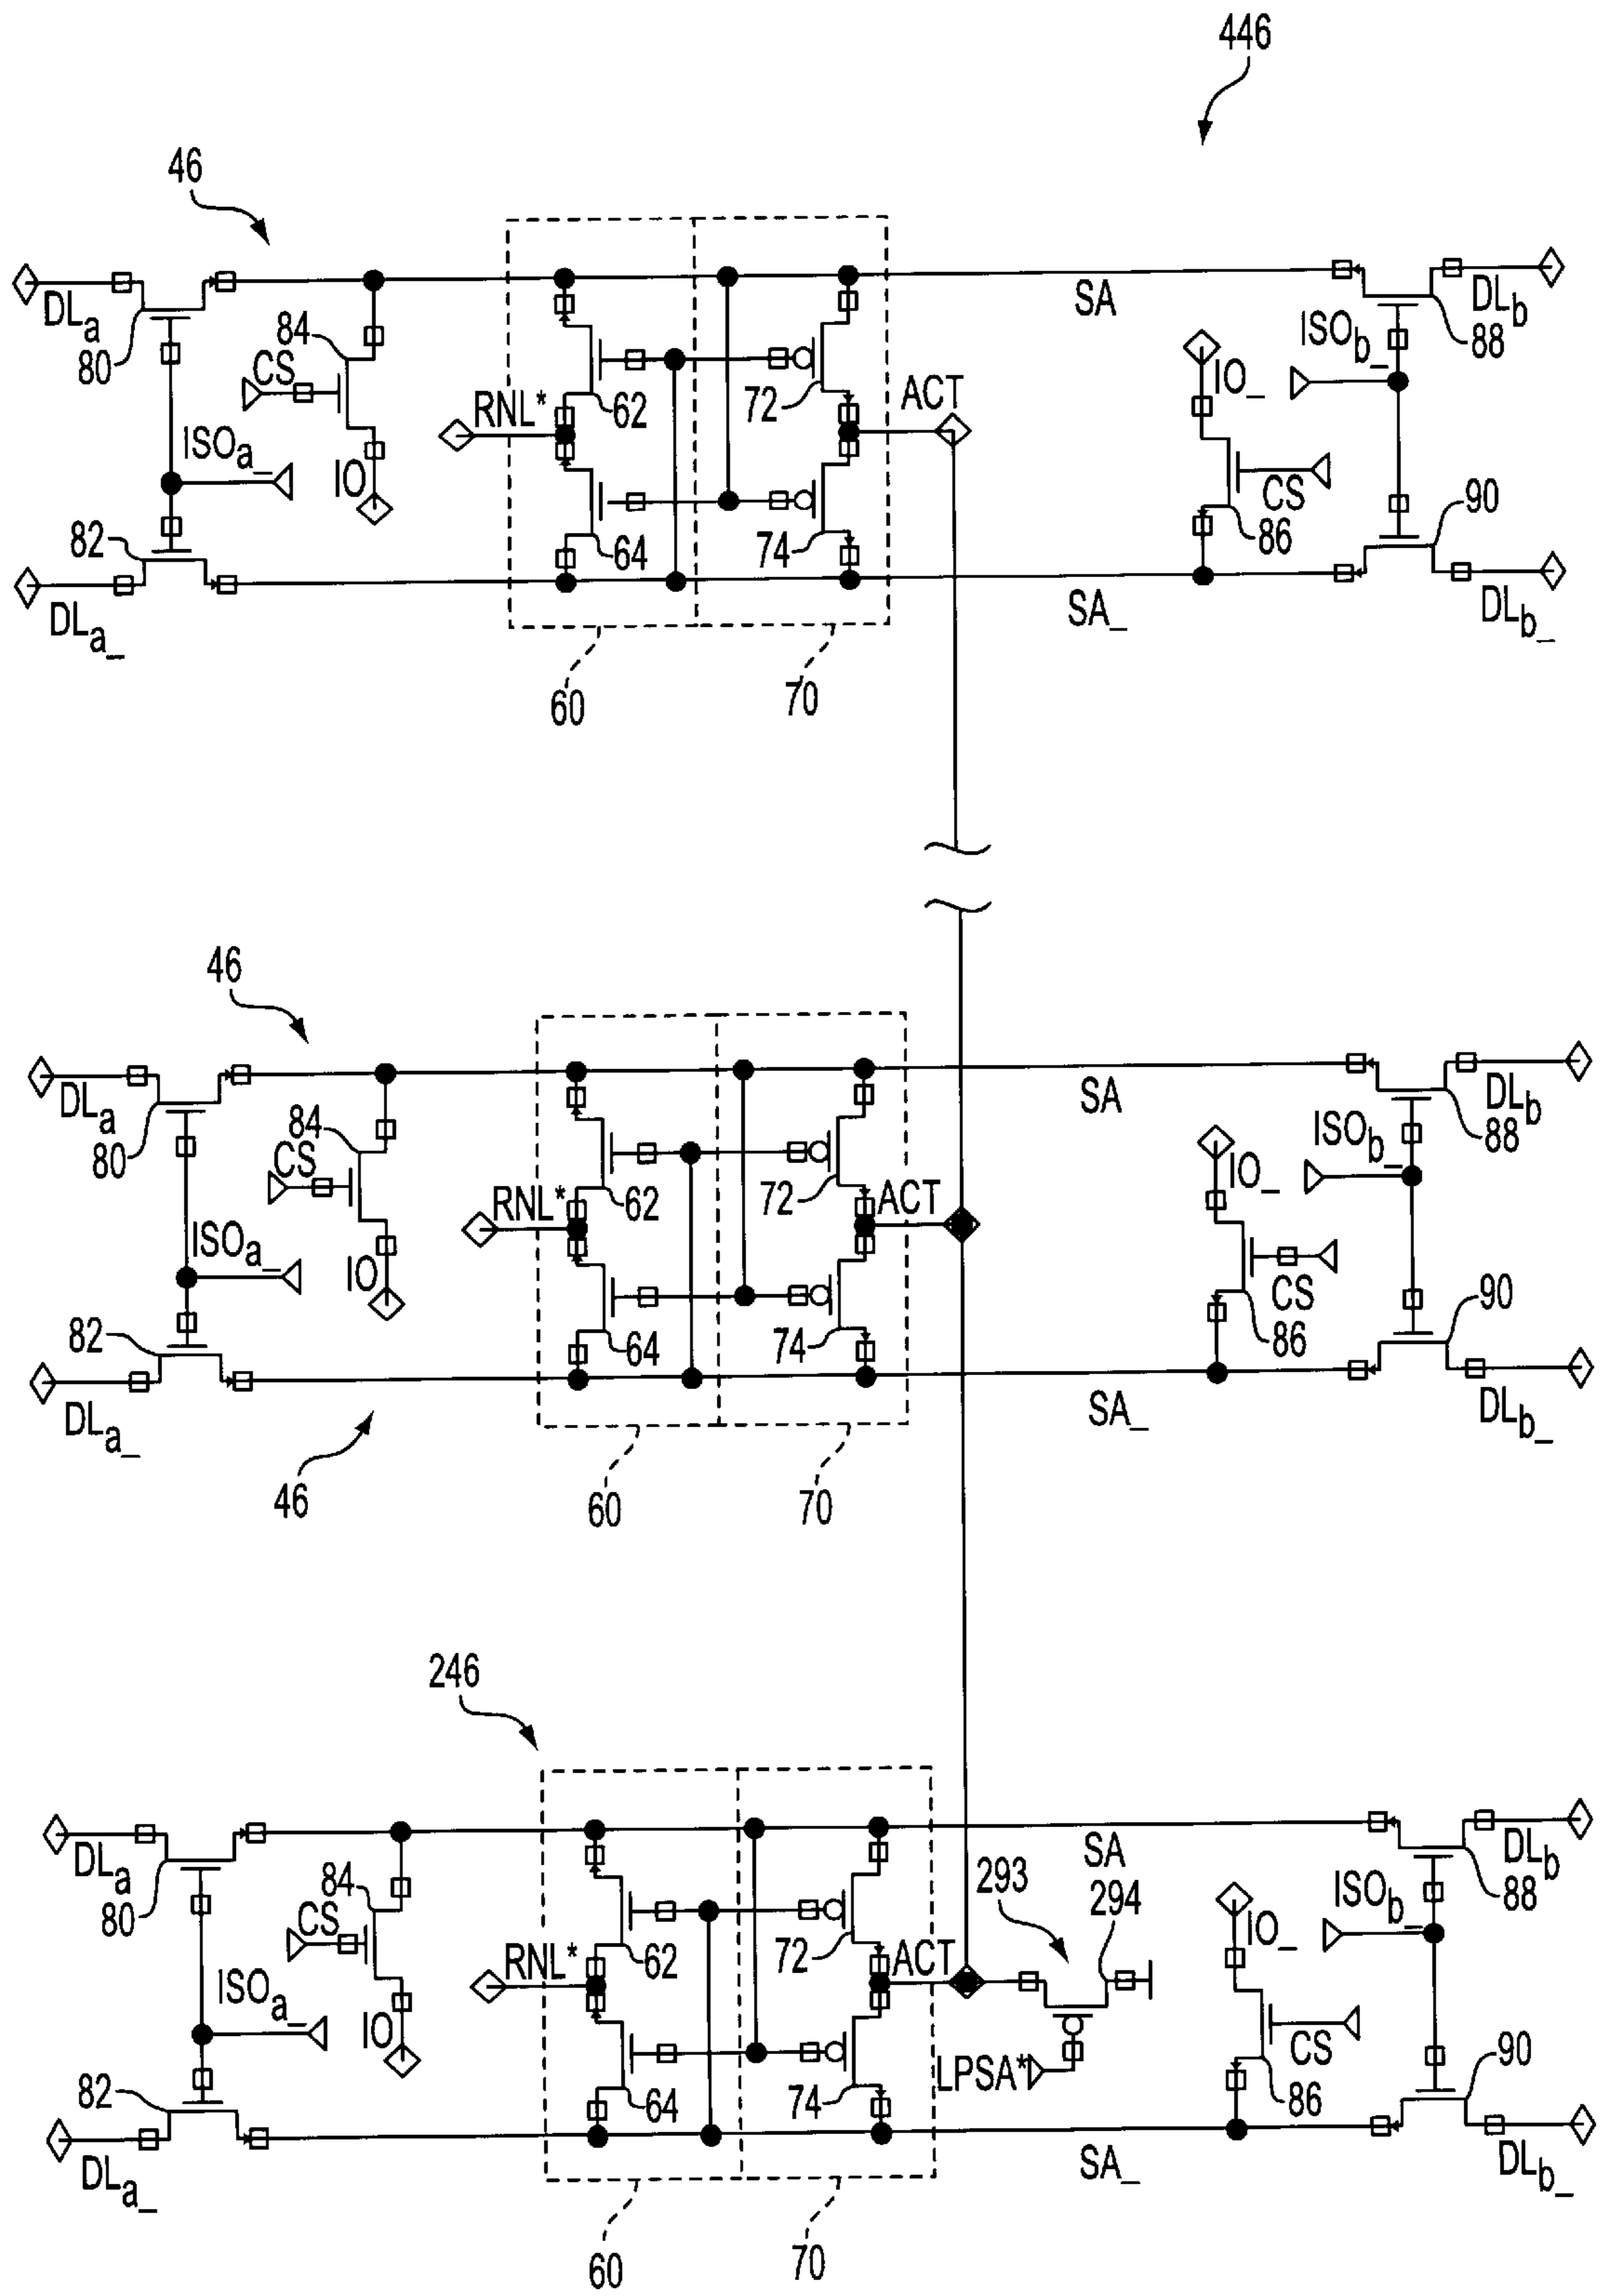 446
46
DLa
80
84
CS
ISOa_
IO
82
DLa_
RNL*
62
64
72
74
ACT
60
70
SA
SA_
IO_
CS
86
ISOb_
88
DLb
90
DLb_
46
DLa
80
84
CS
ISOa_
IO
82
DLa_
46
RNL*
62
64
72
74
ACT
60
70
SA
SA_
IO_
CS
86
ISOb_
88
DLb
90
DLb_
246
DLa
80
84
CS
ISOa_
IO
82
DLa_
RNL*
62
64
72
74
ACT
60
70
SA
293
294
LPSA*
SA_
IO_
CS
86
ISOb_
88
DLb
90
DLb_